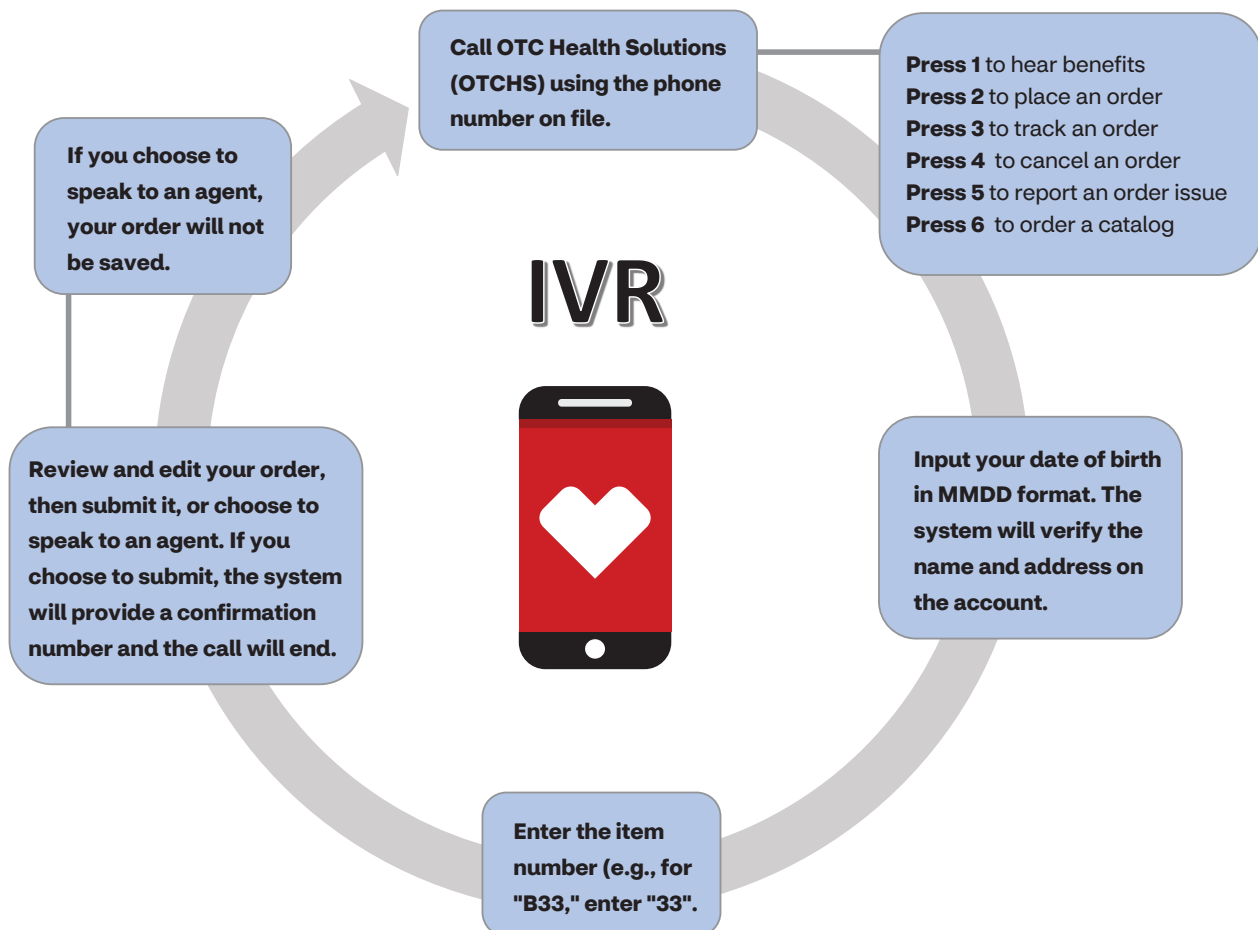 Call OTC Health Solutions
(OTCHS) using the phone
number on file.
Press 1 to hear benefits
Press 2 to place an order
Press 3 to track an order
Press 4 to cancel an order
Press 5 to report an order issue
Press 6 to order a catalog
If you choose to
speak to an agent,
your order will not
be saved.
IVR
Review and edit your order,
then submit it, or choose to
speak to an agent. If you
choose to submit, the system
will provide a confirmation
number and the call will end.
Input your date of birth
in MMDD format. The
system will verify the
name and address on
the account.
Enter the item
number (e.g., for
"B33," enter "33".